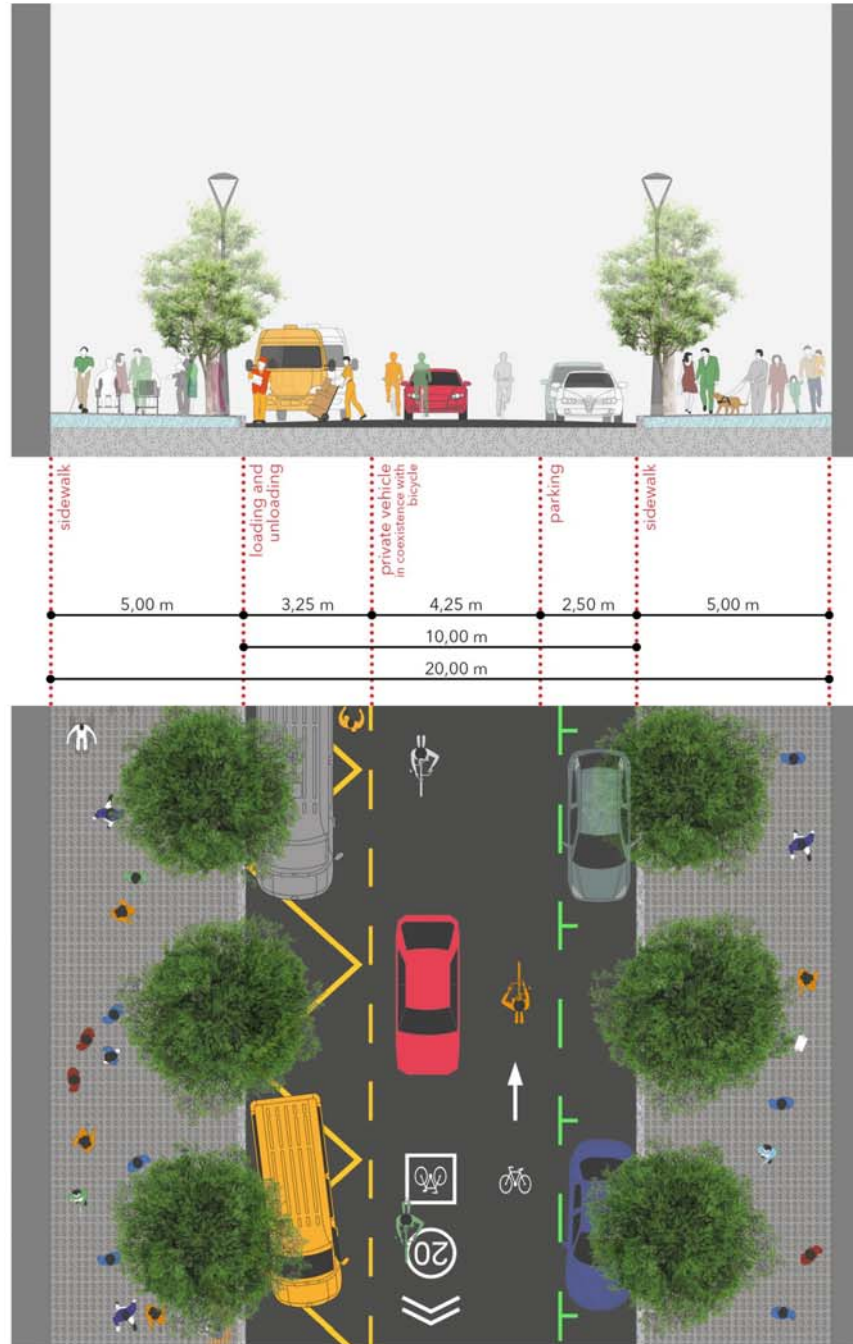 sidewalk
loading and
unloading
private vehicle
in coexistence with
bicycle
parking
sidewalk
5,00 m
3,25 m
4,25 m
2,50 m
5,00 m
10,00 m
20,00 m
20